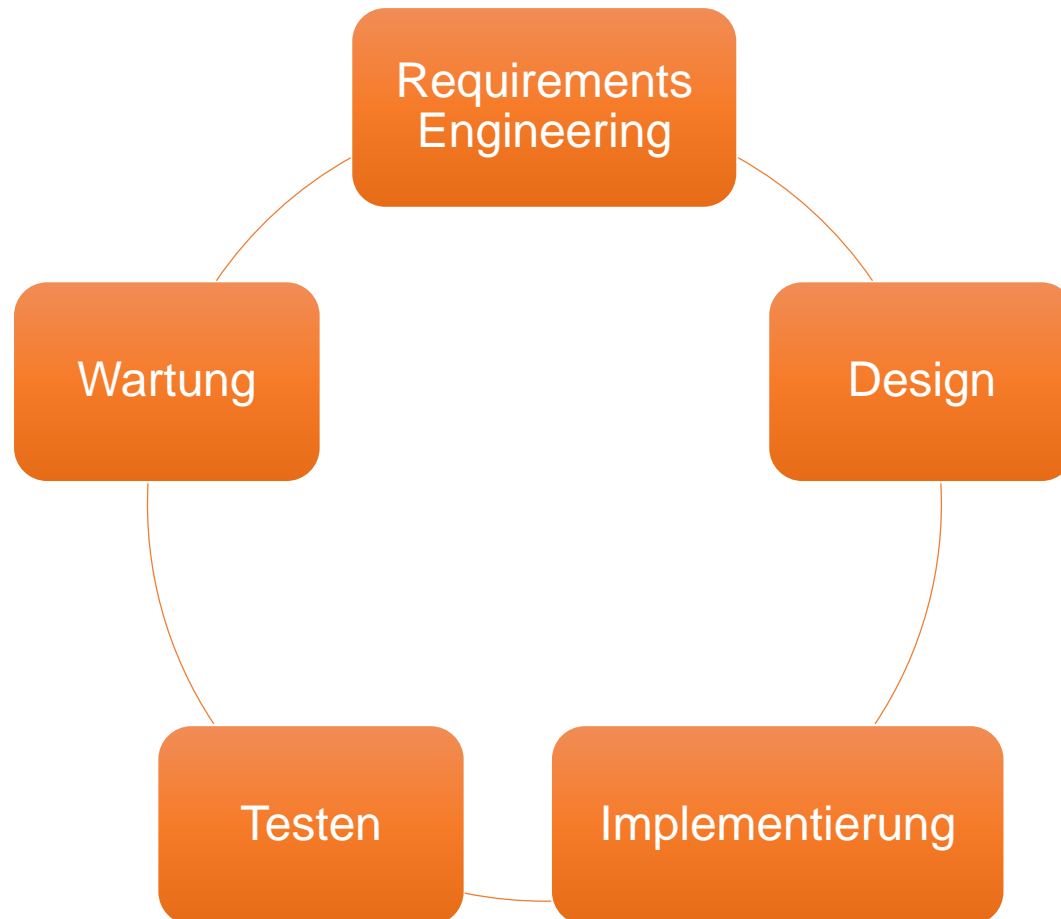 Requirements
Engineering
Design
Implementierung
Testen
Wartung